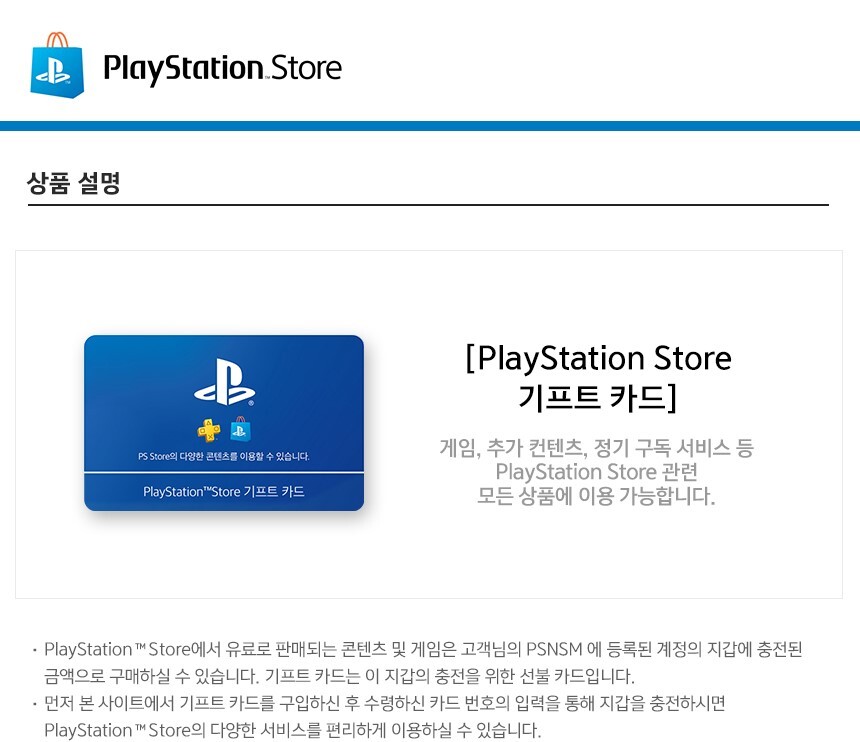 PlayStation™Store
상품 설명
PS Store의 다양한 콘텐츠를 이용할 수 있습니다.
PlayStation™Store 기프트 카드
[PlayStation Store
기프트 카드]
게임, 추가 컨텐츠, 정기 구독 서비스 등
PlayStation Store 관련
모든 상품에 이용 가능합니다.
· PlayStation™Store에서 유료로 판매되는 콘텐츠 및 게임은 고객님의 PSNSM 에 등록된 계정의 지갑에 충전된
금액으로 구매하실 수 있습니다. 기프트 카드는 이 지갑의 충전을 위한 선불 카드입니다.
· 먼저 본 사이트에서 기프트 카드를 구입하신 후 수령하신 카드 번호의 입력을 통해 지갑을 충전하시면
PlayStation™Store의 다양한 서비스를 편리하게 이용하실 수 있습니다.